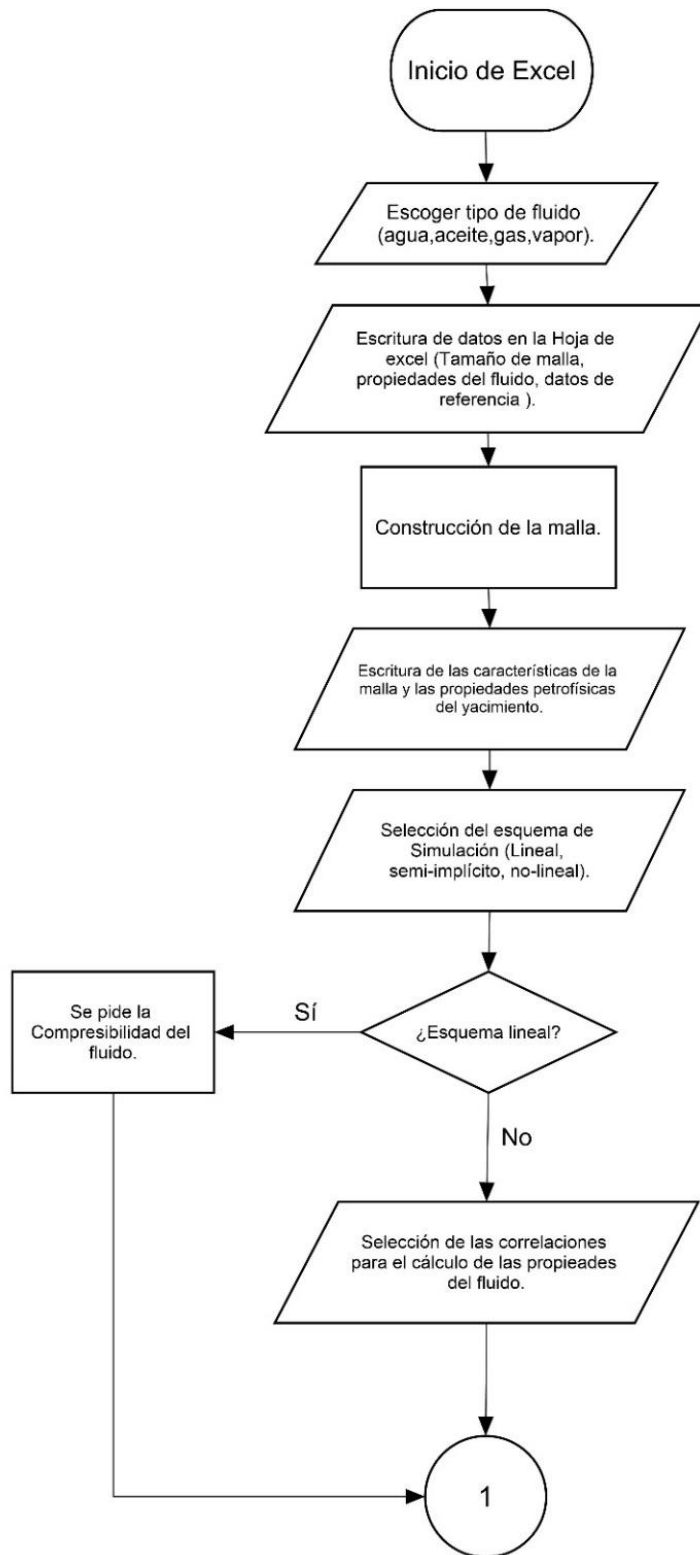 Inicio de Excel
Escoger tipo de fluido
(agua,aceite,gas,vapor).
Escritura de datos en la Hoja de
excel (Tamaño de malla,
propiedades del fluido, datos de
referencia ).
Construcción de la malla.
Escritura de las características de la
malla y las propiedades petrofísicas
del yacimiento.
Selección del esquema de
Simulación (Lineal,
semi-implícito, no-lineal).
¿Esquema lineal?
Sí
Se pide la
Compresibilidad del
fluido.
No
Selección de las correlaciones
para el cálculo de las propieades
del fluido.
1